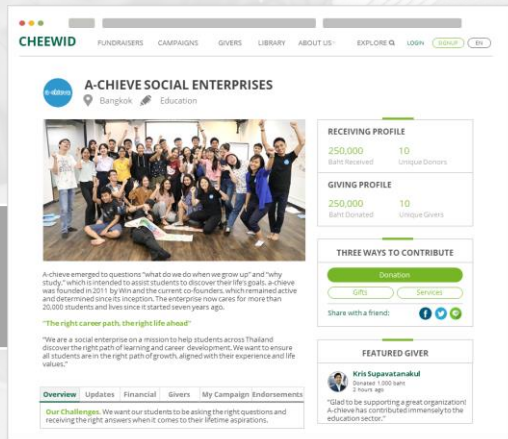 CHEEWID
FUNDRAISERS CAMPAIGNS GIVERS LIBRARY ABOUT US EXPLORE LOGIN SIGNUP EN
a-chieve
A-CHIEVE SOCIAL ENTERPRISES
Bangkok Education
A-chieve emerged to questions "what do we do when we grow up" and "why
study," which is intended to assist students to discover their life's goals. a-chieve
was founded in 2011 by Win and the current co-founders, which remained active
and determined since its inception. The enterprise now cares for more than
20,000 students and lives since it started seven years ago.
"The right career path, the right life ahead"
"We are a social enterprise on a mission to help students across Thailand
discover the right path of learning and career development. We want to ensure
all students are in the right path of growth, aligned with their experience and life
values."
Overview Updates Financial Givers My Campaign Endorsements
Our Challenges. We want our students to be asking the right questions and
receiving the right answers when it comes to their lifetime aspirations.
RECEIVING PROFILE
250,000 10
Baht Received Unique Donors
GIVING PROFILE
250,000 10
Baht Donated Unique Givers
THREE WAYS TO CONTRIBUTE
Donation
Gifts Services
Share with a friend:
FEATURED GIVER
Kris Supavatanakul
Donated 1,000 baht
2 hours ago
"Glad to be supporting a great organization!
A-chieve has contributed immensely to the
education sector."